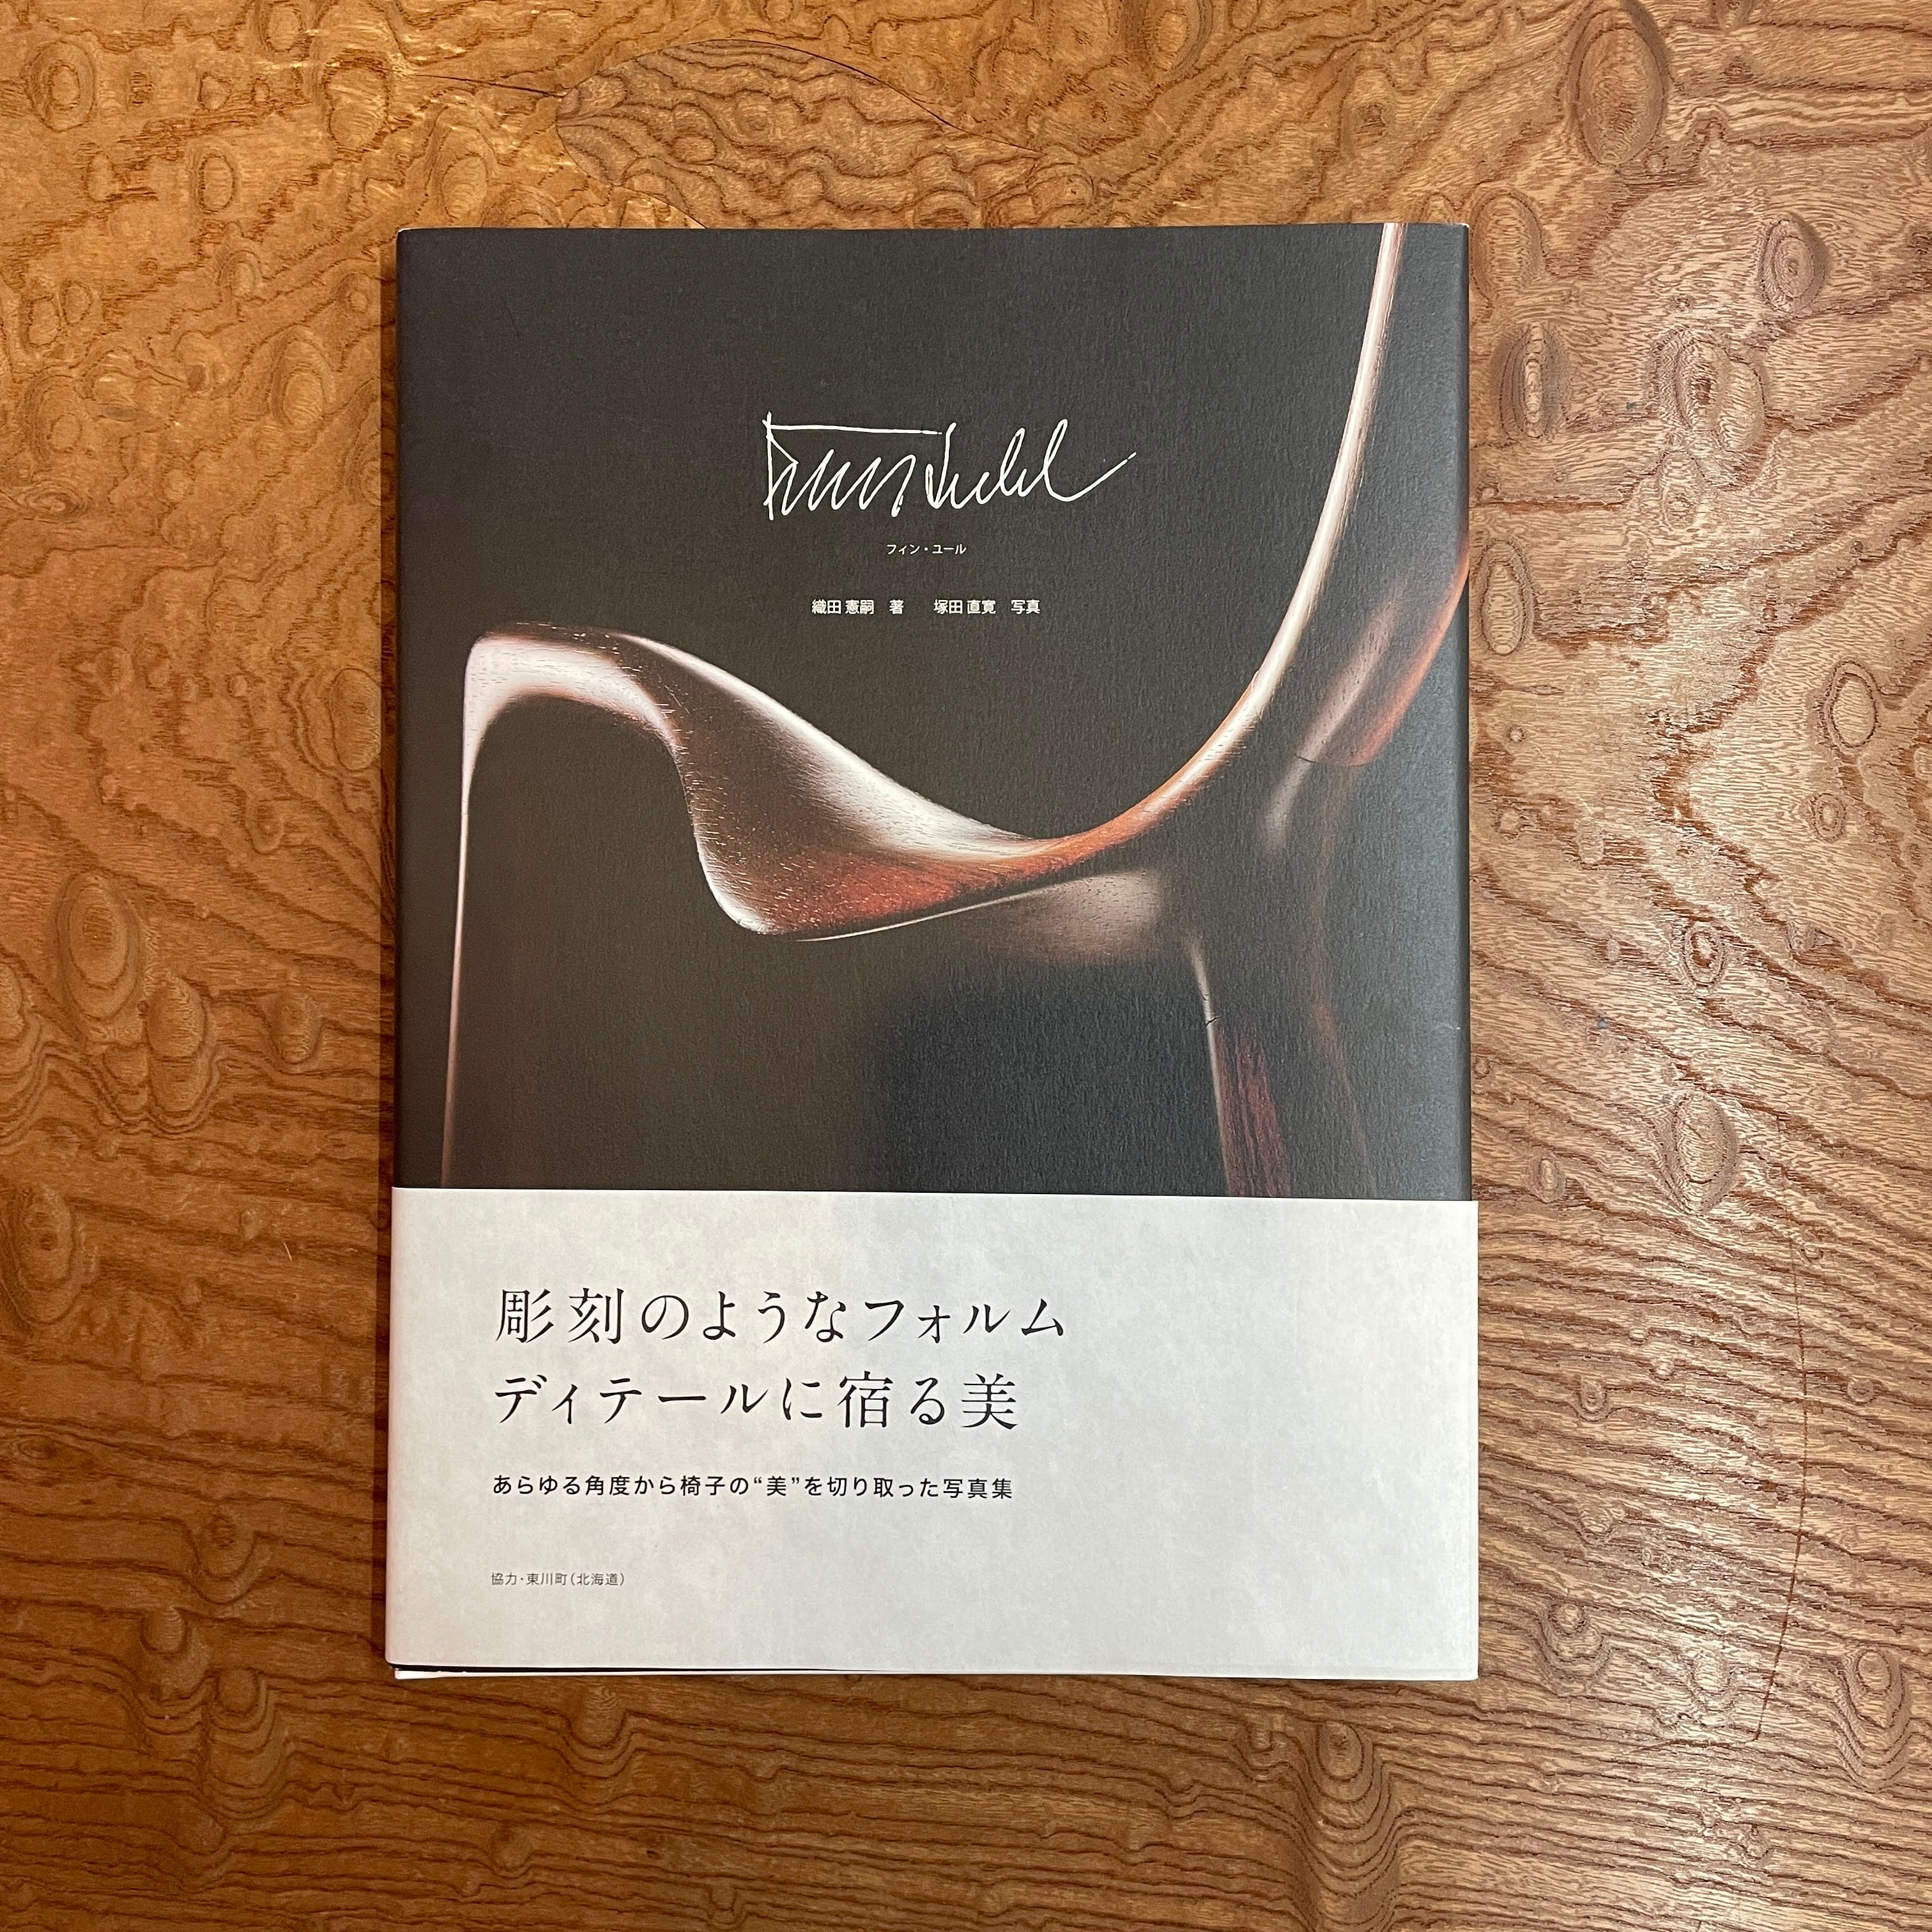 Finn Juhl
フィン・ユール
織田 憲嗣　著　　塚田 直寛　写真
彫刻のようなフォルム
ディテールに宿る美
あらゆる角度から椅子の“美”を切り取った写真集
協力・東川町（北海道）